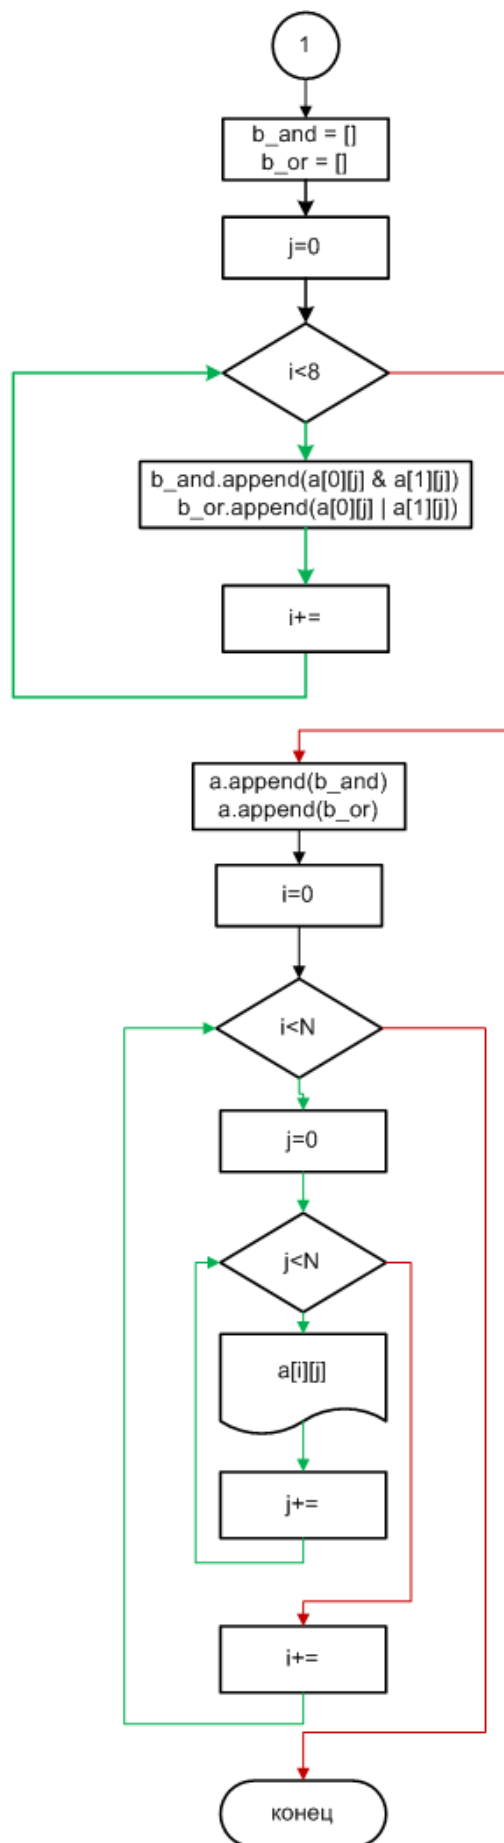 1
b_and = []
b_or = []
j=0
i<8
b_and.append(a[0][j] & a[1][j])
b_or.append(a[0][j] | a[1][j])
i+=
a.append(b_and)
a.append(b_or)
i=0
i<N
j=0
j<N
a[i][j]
j+=
i+=
конец